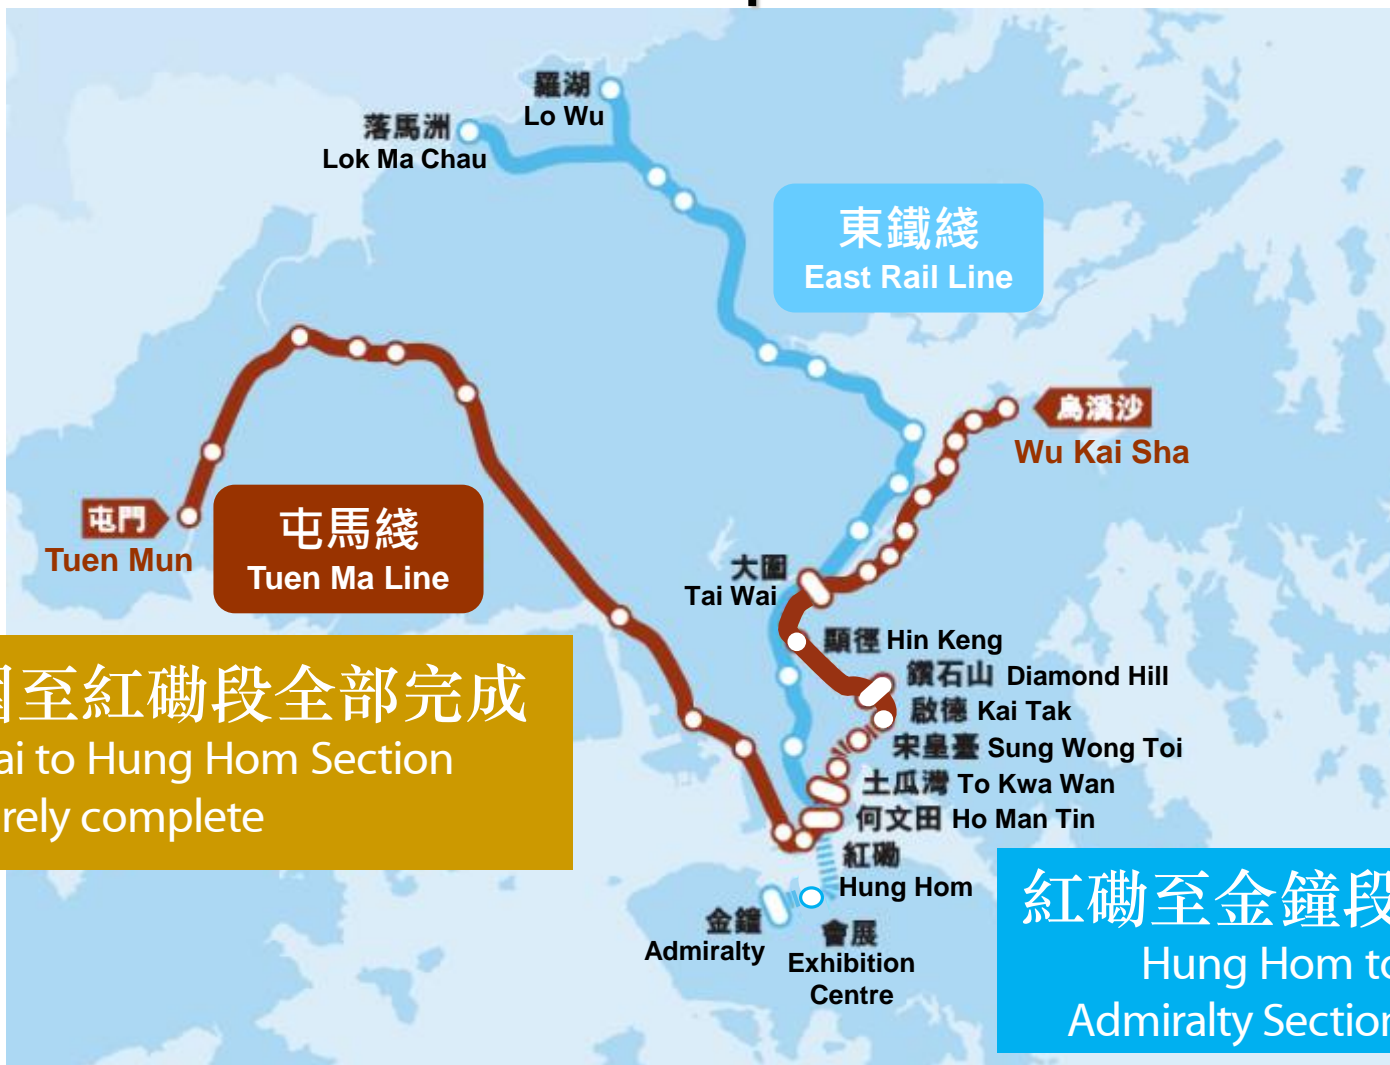 羅湖
Lo Wu
落馬洲
Lok Ma Chau
東鐵綫
East Rail Line
烏溪沙
Wu Kai Sha
屯門
Tuen Mun
屯馬綫
Tuen Ma Line
大圍
Tai Wai
顯徑 Hin Keng
鑽石山 Diamond Hill
啟德 Kai Tak
宋皇臺 Sung Wong Toi
土瓜灣 To Kwa Wan
何文田 Ho Man Tin
紅磡
Hung Hom
金鐘
Admiralty
會展
Exhibition
Centre
至紅磡段全部完成
to Hung Hom Section
complete
紅磡至金鐘段
Hung Hom to
Admiralty Section